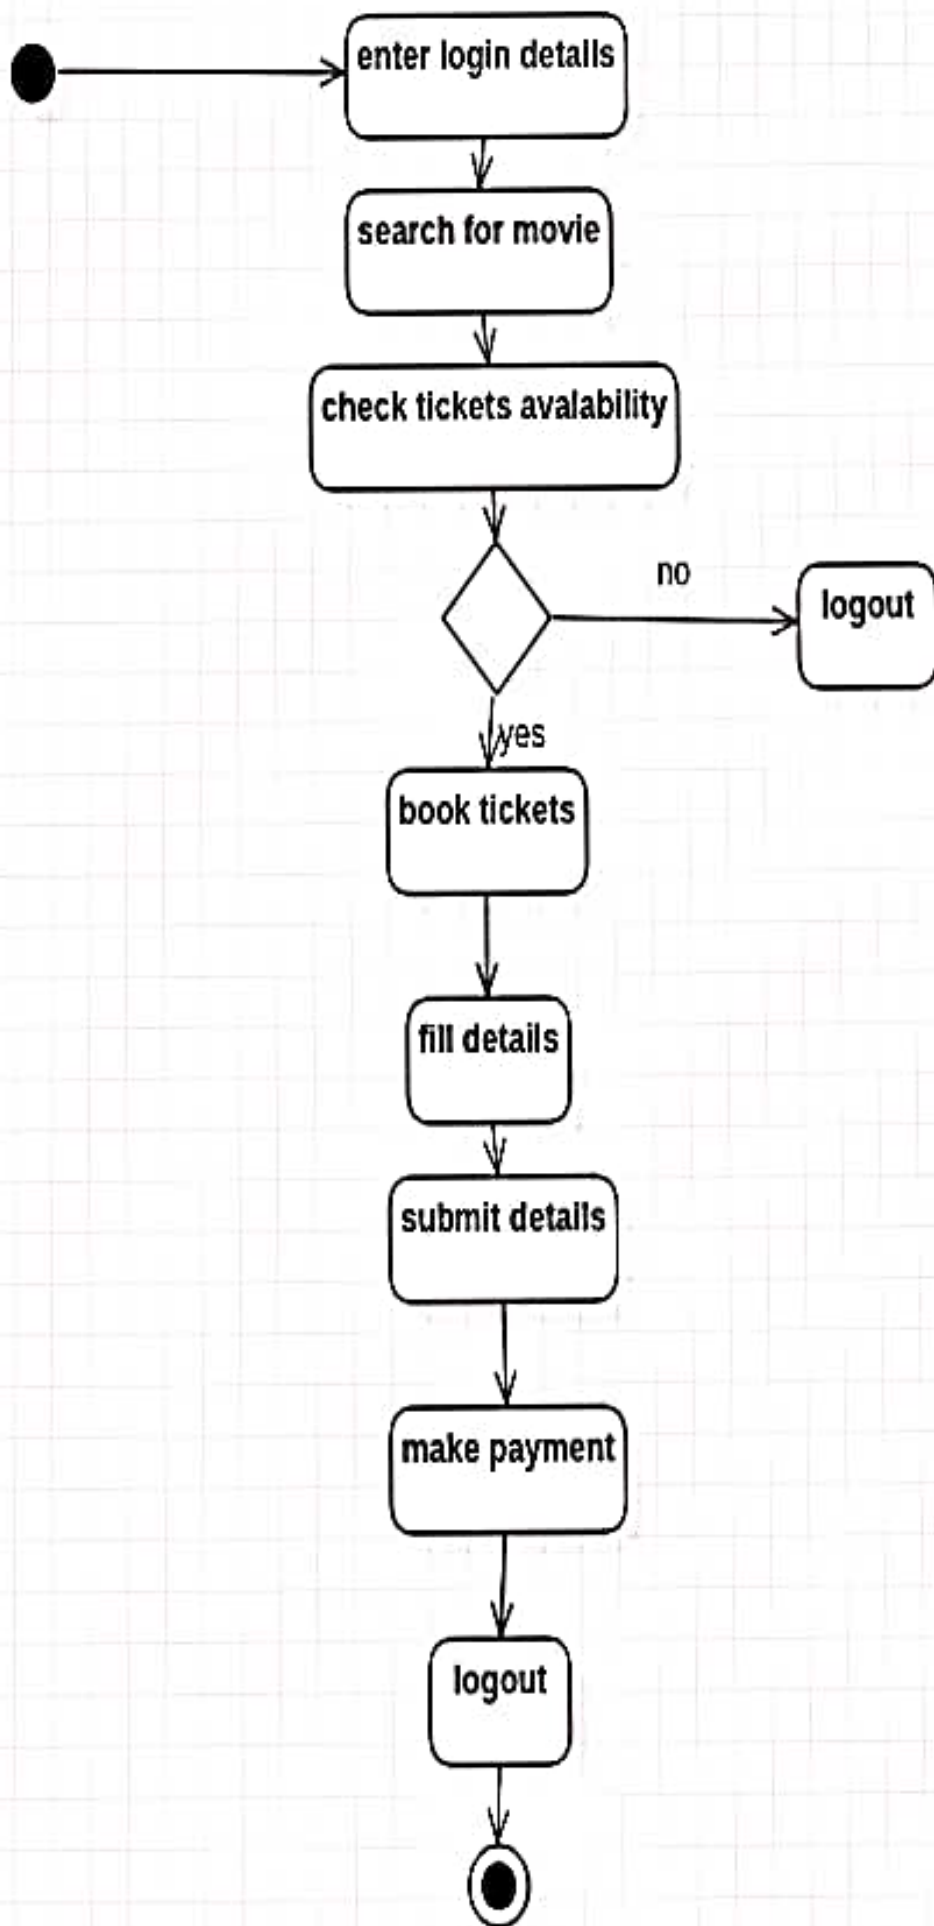 enter login details
search for movie
check tickets avalability
no
logout
yes
book tickets
fill details
submit details
make payment
logout